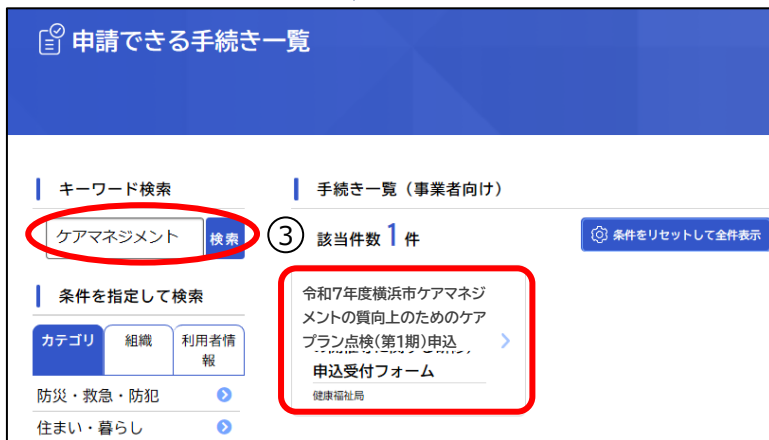 申請できる手続き一覧
キーワード検索
ケアマネジメント
検索
条件を指定して検索
カテゴリ
組織
利用者情
報
防災・救急・防犯
住まい・暮らし
③
手続き一覧（事業者向け）
該当件数 1 件
条件をリセットして全件表示
令和7年度横浜市ケアマネジ
メントの質向上のためのケア
プラン点検(第1期)申込
申込受付フォーム
健康福祉局